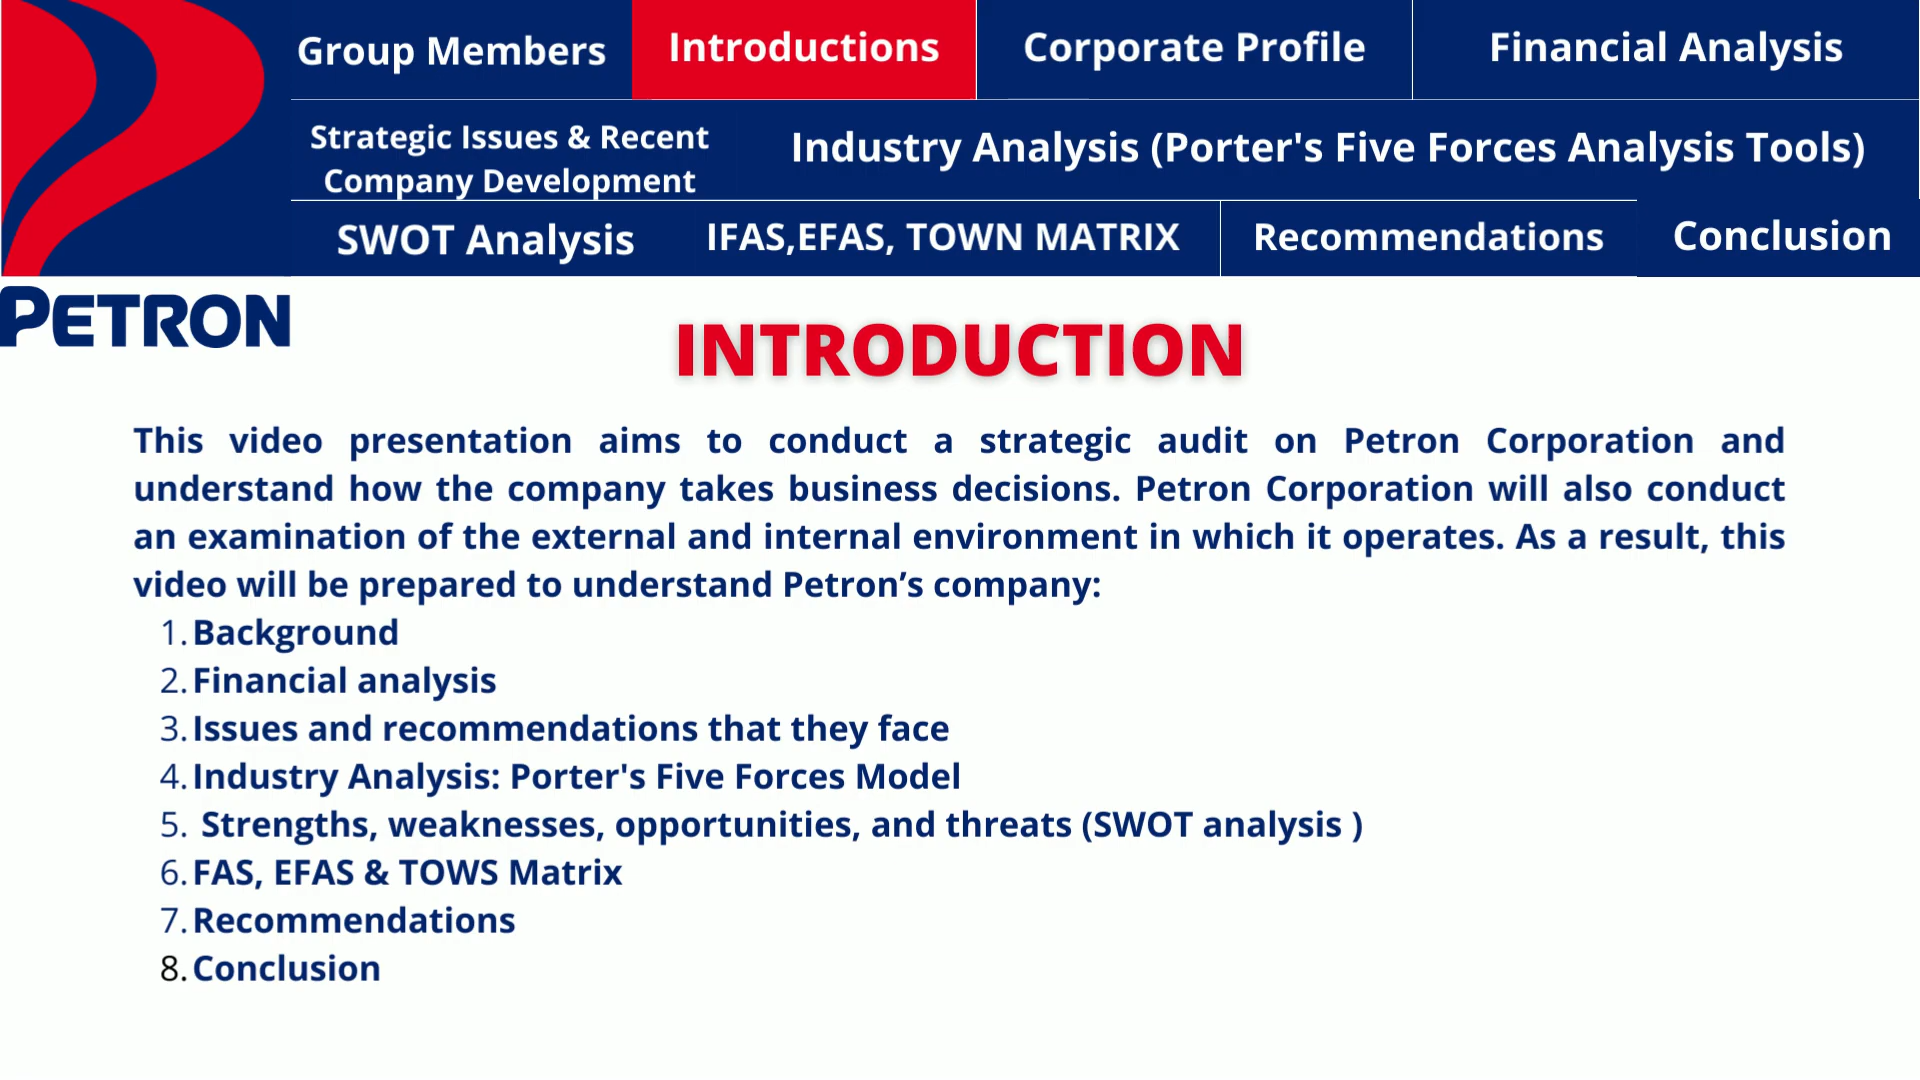 Group Members
Introductions
Corporate Profile
Financial Analysis
Strategic Issues & Recent
Company Development
Industry Analysis (Porter's Five Forces Analysis Tools)
SWOT Analysis
IFAS,EFAS, TOWN MATRIX
Recommendations
Conclusion
PETRON
INTRODUCTION
This video presentation aims to conduct a strategic audit on Petron Corporation and
understand how the company takes business decisions. Petron Corporation will also conduct
an examination of the external and internal environment in which it operates. As a result, this
video will be prepared to understand Petron’s company:
1. Background
2. Financial analysis
3. Issues and recommendations that they face
4. Industry Analysis: Porter's Five Forces Model
5. Strengths, weaknesses, opportunities, and threats (SWOT analysis )
6. FAS, EFAS & TOWS Matrix
7. Recommendations
8. Conclusion